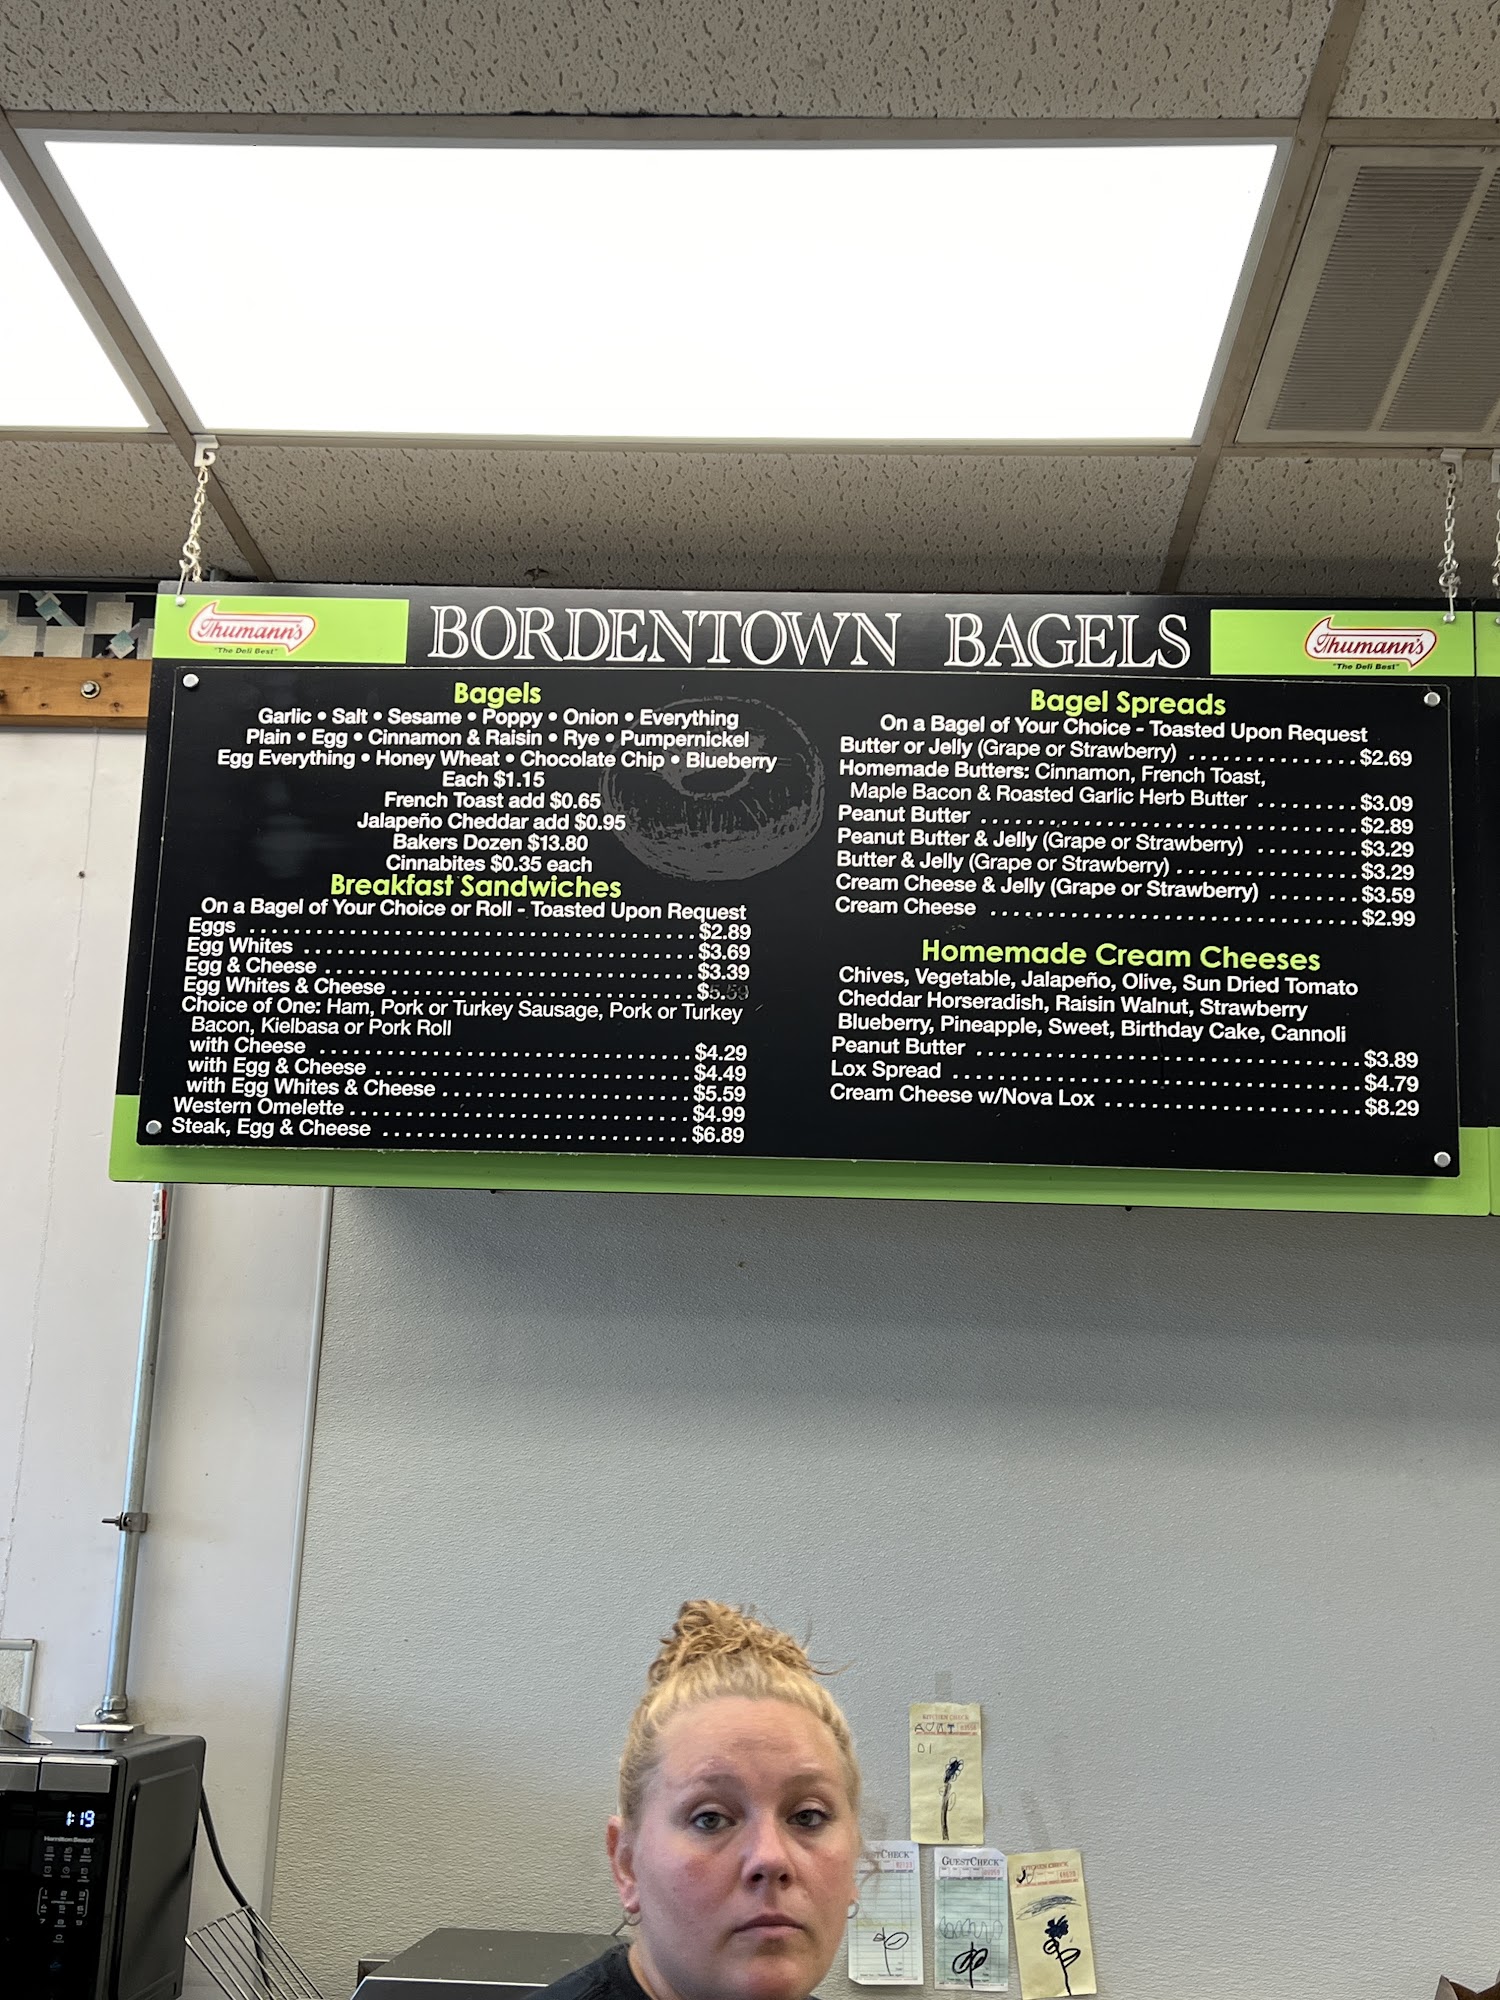 Thumann's
"The Deli Best"
BORDENTOWN BAGELS
Thumann's
"The Deli Best"
Bagels
Garlic • Salt • Sesame • Poppy • Onion • Everything
Plain • Egg • Cinnamon & Raisin • Rye • Pumpernickel
Egg Everything • Honey Wheat • Chocolate Chip • Blueberry
Each $1.15
French Toast add $0.65
Jalapeño Cheddar add $0.95
Bakers Dozen $13.80
Cinnabites $0.35 each
Breakfast Sandwiches
On a Bagel of Your Choice or Roll - Toasted Upon Request
Eggs $2.89
Egg Whites $3.69
Egg & Cheese $3.39
Egg Whites & Cheese
Choice of One: Ham, Pork or Turkey Sausage, Pork or Turkey
Bacon, Kielbasa or Pork Roll
with Cheese $4.29
with Egg & Cheese $4.49
with Egg Whites & Cheese $5.59
Western Omelette $4.99
Steak, Egg & Cheese $6.89
Bagel Spreads
On a Bagel of Your Choice - Toasted Upon Request
Butter or Jelly (Grape or Strawberry) $2.69
Homemade Butters: Cinnamon, French Toast,
Maple Bacon & Roasted Garlic Herb Butter $3.09
Peanut Butter $2.89
Peanut Butter & Jelly (Grape or Strawberry) $3.29
Butter & Jelly (Grape or Strawberry) $3.29
Cream Cheese & Jelly (Grape or Strawberry) $3.59
Cream Cheese $2.99
Homemade Cream Cheeses
Chives, Vegetable, Jalapeño, Olive, Sun Dried Tomato
Cheddar Horseradish, Raisin Walnut, Strawberry
Blueberry, Pineapple, Sweet, Birthday Cake, Cannoli
Peanut Butter $3.89
Lox Spread $4.79
Cream Cheese w/Nova Lox $8.29
1:19
Hamilton Beach
KITCHEN CHECK
GUESTCHECK
KITCHEN CHECK